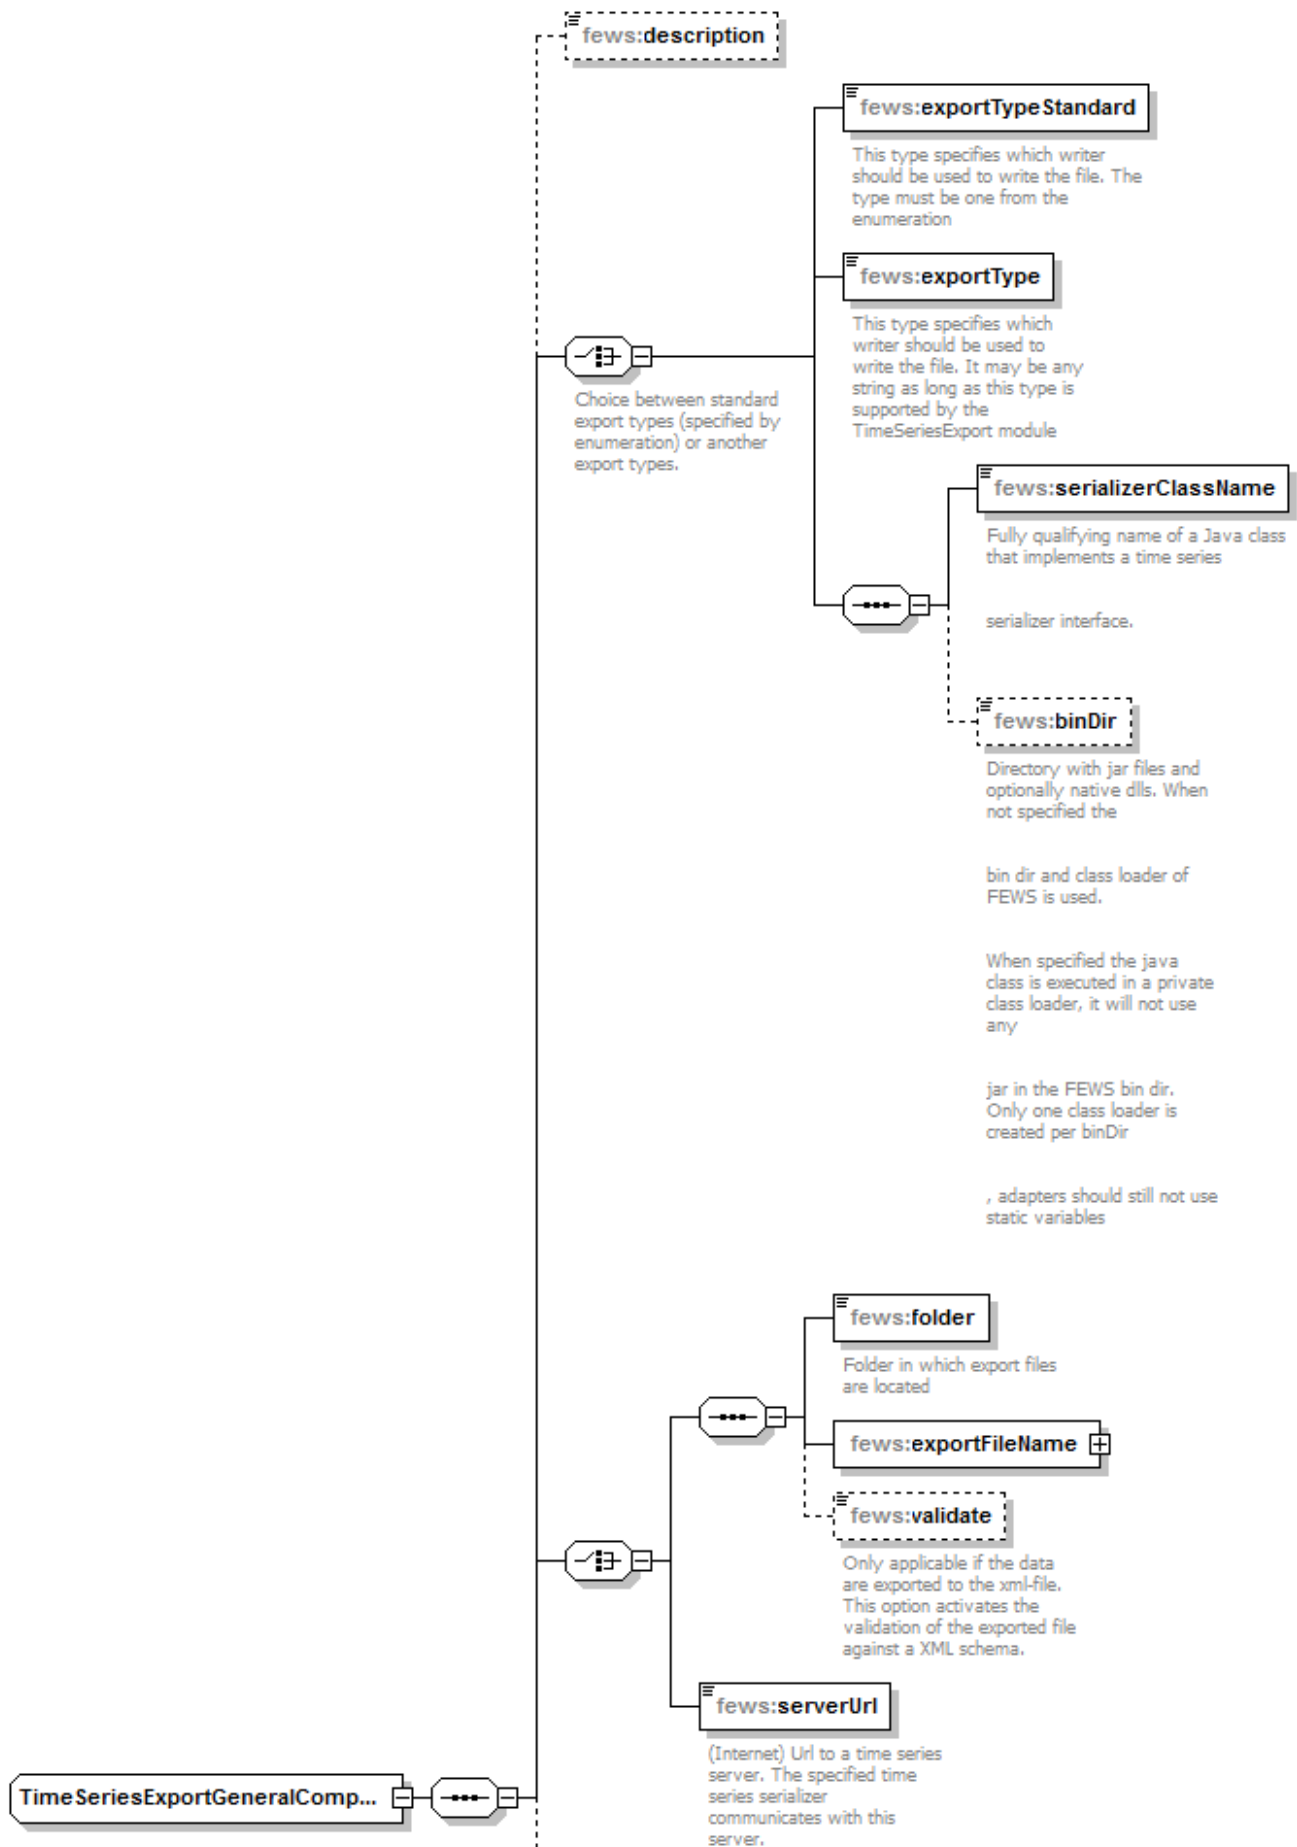 fews:description
fews:exportTypeStandard
This type specifies which writer
should be used to write the file. The
type must be one from the
enumeration
fews:exportType
This type specifies which
writer should be used to
write the file. It may be any
string as long as this type is
supported by the
TimeSeriesExport module
Choice between standard
export types (specified by
enumeration) or another
export types.
fews:serializerClassName
Fully qualifying name of a Java class
that implements a time series
serializer interface.
fews:binDir
Directory with jar files and
optionally native dlls. When
not specified the
bin dir and class loader of
FEWS is used.
When specified the java
class is executed in a private
class loader, it will not use
any
jar in the FEWS bin dir.
Only one class loader is
created per binDir
, adapters should still not use
static variables
fews:folder
Folder in which export files
are located
fews:exportFileName
fews:validate
Only applicable if the data
are exported to the xml-file.
This option activates the
validation of the exported file
against a XML schema.
fews:serverUrl
(Internet) Url to a time series
server. The specified time
series serializer
communicates with this
server.
TimeSeriesExportGeneralComp...